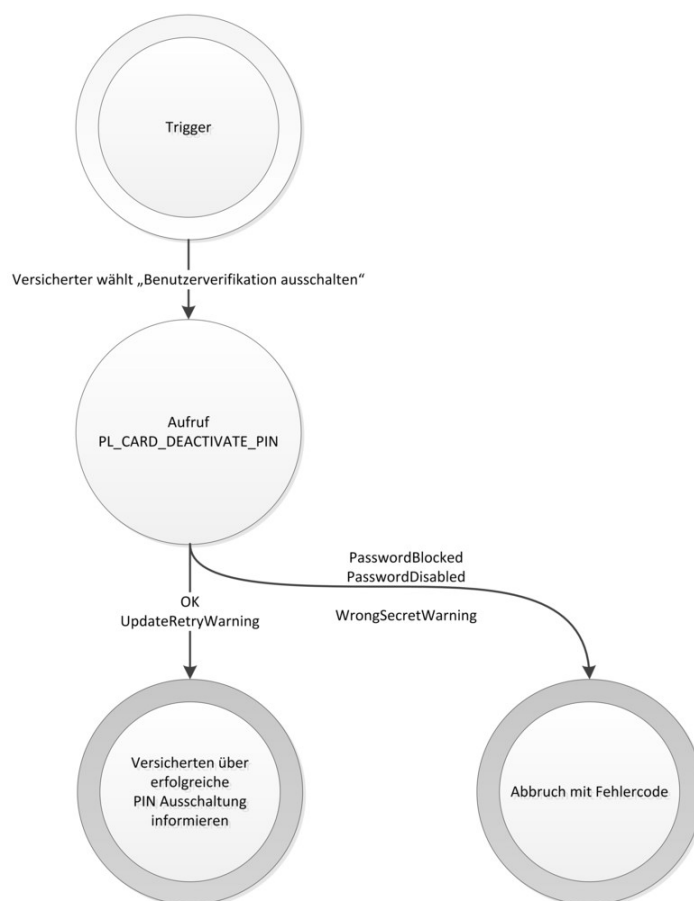 Trigger
Versicherter wählt „Benutzerverifikation ausschalten“
Aufruf
PL_CARD_DEACTIVATE_PIN
PasswordBlocked
PasswordDisabled
OK
UpdateRetryWarning
WrongSecretWarning
Versicherten über
erfolgreiche
PIN Ausschaltung
informieren
Abbruch mit Fehlercode